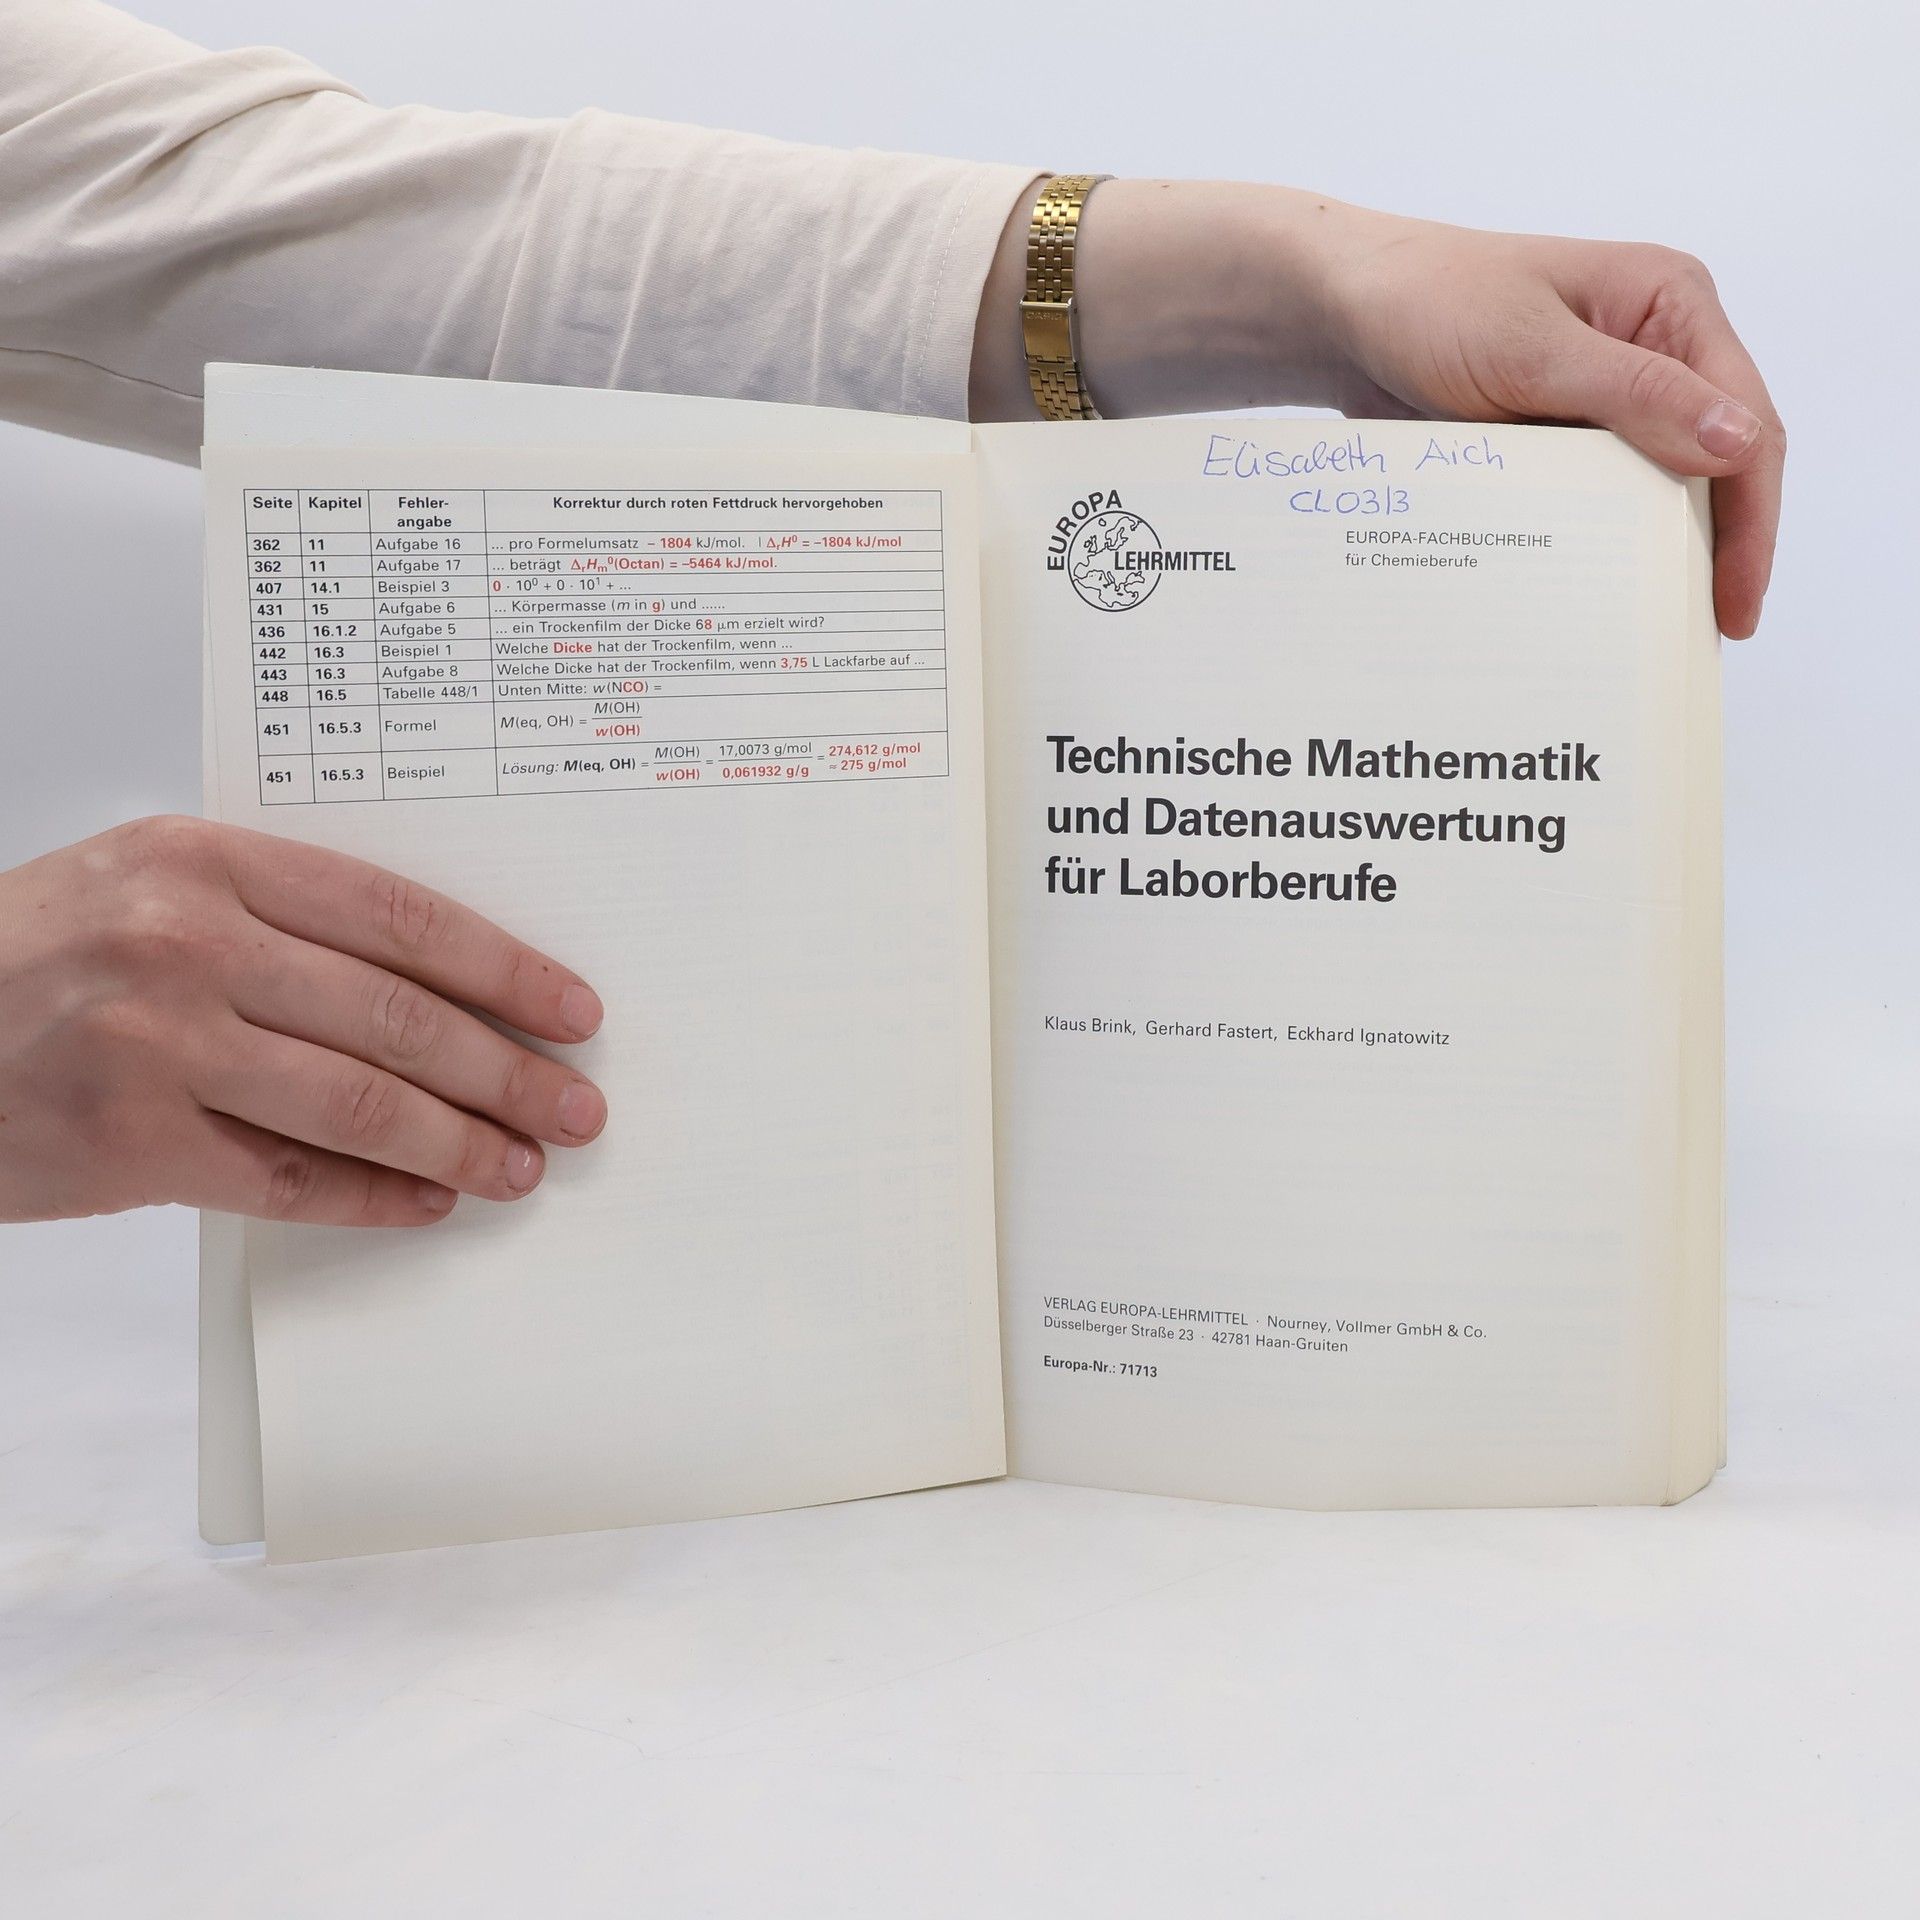 Seite Kapitel Fehler- Korrektur durch roten Fettdruck hervorgehoben
angabe
362 11 Aufgabe 16 ... pro Formelumsatz – 1804 kJ/mol. | ΔrH⁰ = –1804 kJ/mol
362 11 Aufgabe 17 ... beträgt ΔrHm⁰(Octan) = –5464 kJ/mol.
407 14.1 Beispiel 3 0 · 10⁰ + 0 · 10¹ + ...
431 15 Aufgabe 6 ... Körpermasse (m in g) und ......
436 16.1.2 Aufgabe 5 ... ein Trockenfilm der Dicke 68 µm erzielt wird?
442 16.3 Beispiel 1 Welche Dicke hat der Trockenfilm, wenn ...
443 16.3 Aufgabe 8 Welche Dicke hat der Trockenfilm, wenn 3,75 L Lackfarbe auf ...
448 16.5 Tabelle 448/1 Unten Mitte: w(NCO) =
451 16.5.3 Formel M(eq, OH) = M(OH) / w(OH)
451 16.5.3 Beispiel Lösung: M(eq, OH) = M(OH) / w(OH) = 17,0073 g/mol / 0,061932 g/g = 274,612 g/mol ≈ 275 g/mol
Elisabeth Aich
CL03/3
EUROPA
LEHRMITTEL
EUROPA-FACHBUCHREIHE
für Chemieberufe
Technische Mathematik
und Datenauswertung
für Laborberufe
Klaus Brink, Gerhard Fastert, Eckhard Ignatowitz
VERLAG EUROPA-LEHRMITTEL · Nourney, Vollmer GmbH & Co.
Düsselberger Straße 23 · 42781 Haan-Gruiten
Europa-Nr.: 71713
CASIO